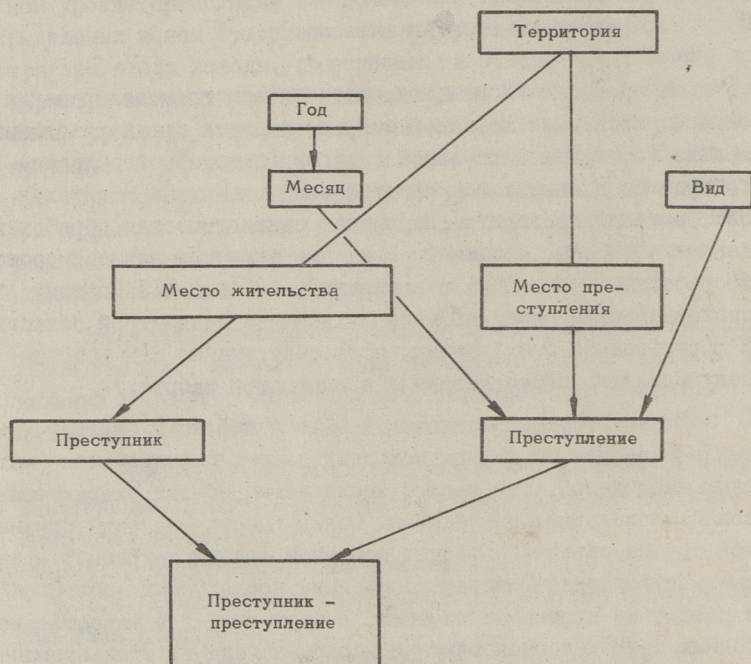 Территория
Год
Месяц
Вид
Место жительства
Место пре-
ступления
Преступник
Преступление
Преступник -
преступление